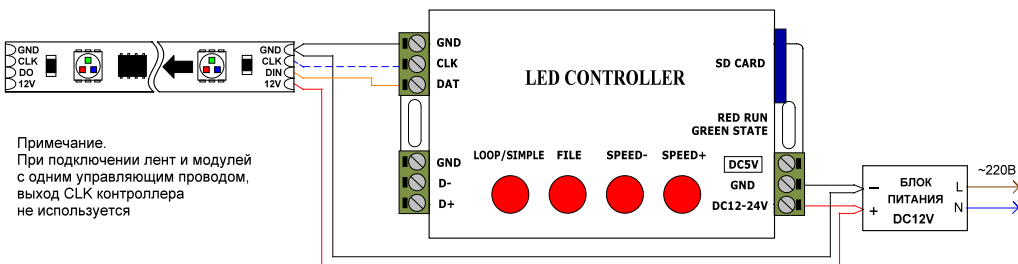 GND
CLK
DO
12V
GND
CLK
DIN
12V
GND
CLK
DAT
LED CONTROLLER
SD CARD
RED RUN
GREEN STATE
GND
D-
D+
LOOP/SIMPLE
FILE
SPEED-
SPEED+
DC5V
GND
DC12-24V
–
+
БЛОК
ПИТАНИЯ
DC12V
L
N
~220В
Примечание.
При подключении лент и модулей
с одним управляющим проводом,
выход CLK контроллера
не используется